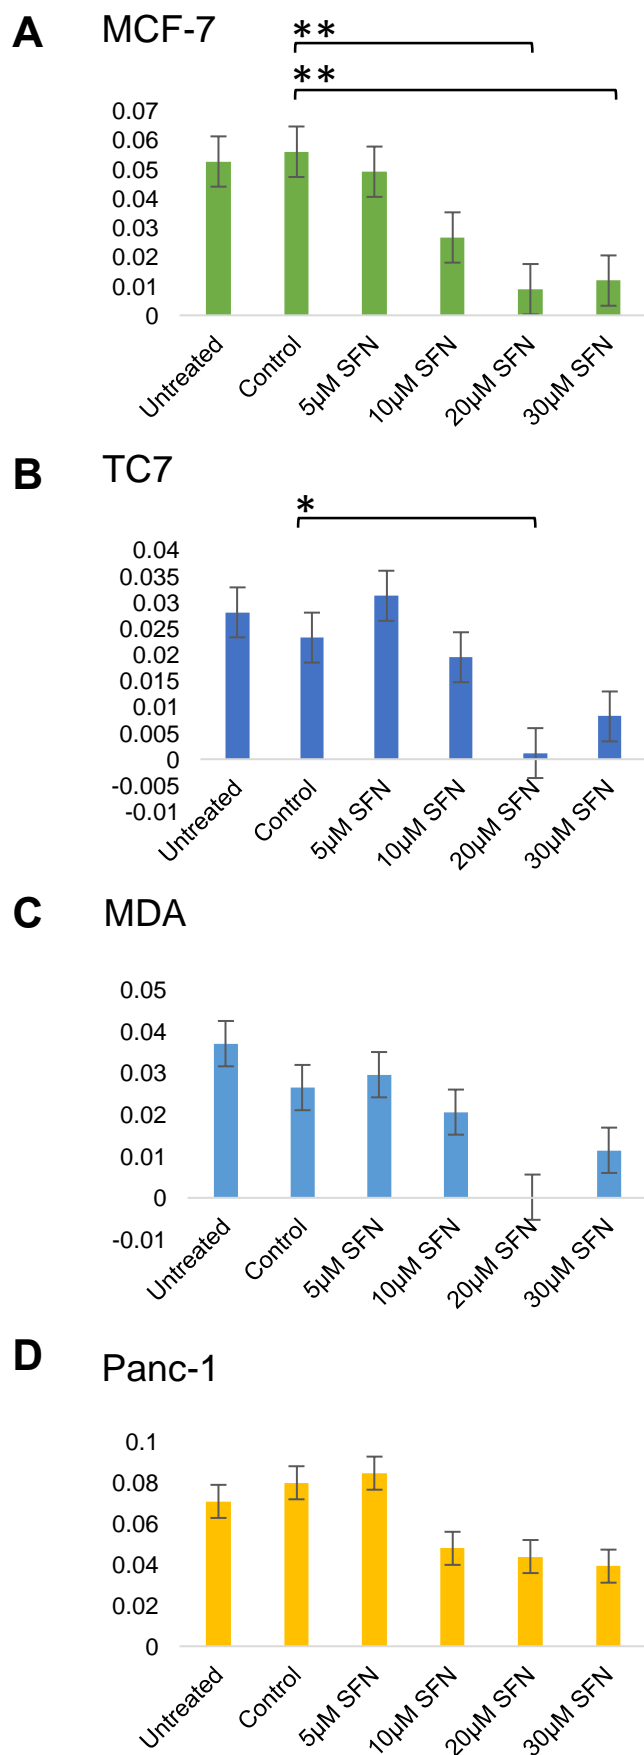 A MCF-7
**
**
0.07
0.06
0.05
0.04
0.03
0.02
0.01
0
Untreated
Control
5µM SFN
10µM SFN
20µM SFN
30µM SFN
B TC7
*
0.04
0.035
0.03
0.025
0.02
0.015
0.01
0.005
0
-0.005
-0.01
Untreated
Control
5µM SFN
10µM SFN
20µM SFN
30µM SFN
C MDA
0.05
0.04
0.03
0.02
0.01
0
-0.01
Untreated
Control
5µM SFN
10µM SFN
20µM SFN
30µM SFN
D Panc-1
0.1
0.08
0.06
0.04
0.02
0
Untreated
Control
5µM SFN
10µM SFN
20µM SFN
30µM SFN